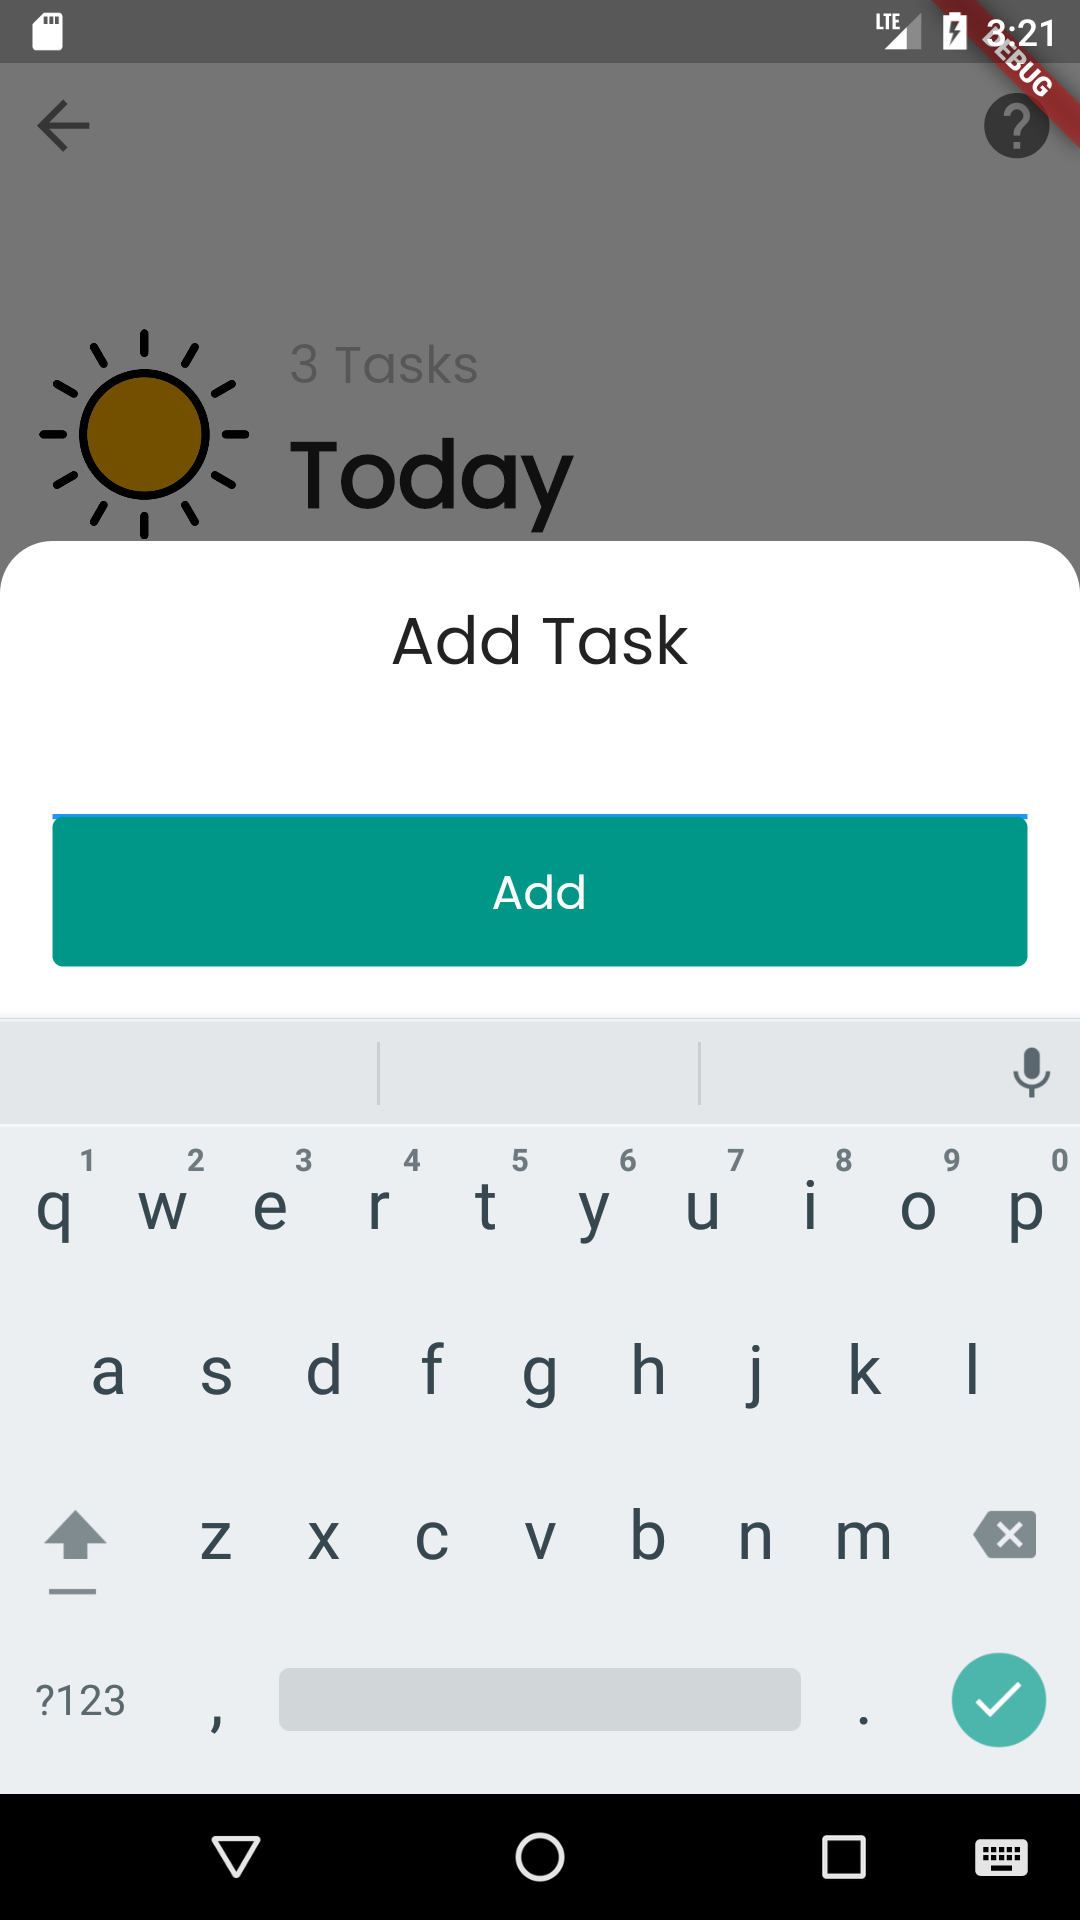 LTE 3:21
DEBUG
?
3 Tasks
Today
Add Task
Add
1 2 3 4 5 6 7 8 9 0
q w e r t y u i o p
a s d f g h j k l
z x c v b n m
?123 , .